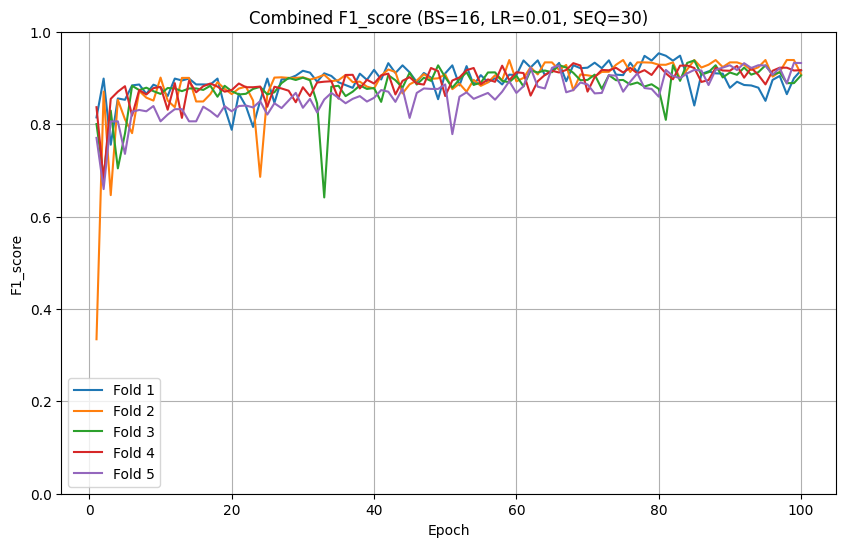 Combined F1_score (BS=16, LR=0.01, SEQ=30)
1.0
0.8
0.6
0.4
0.2
0.0
F1_score
Fold 1
Fold 2
Fold 3
Fold 4
Fold 5
0 20 40 60 80 100
Epoch